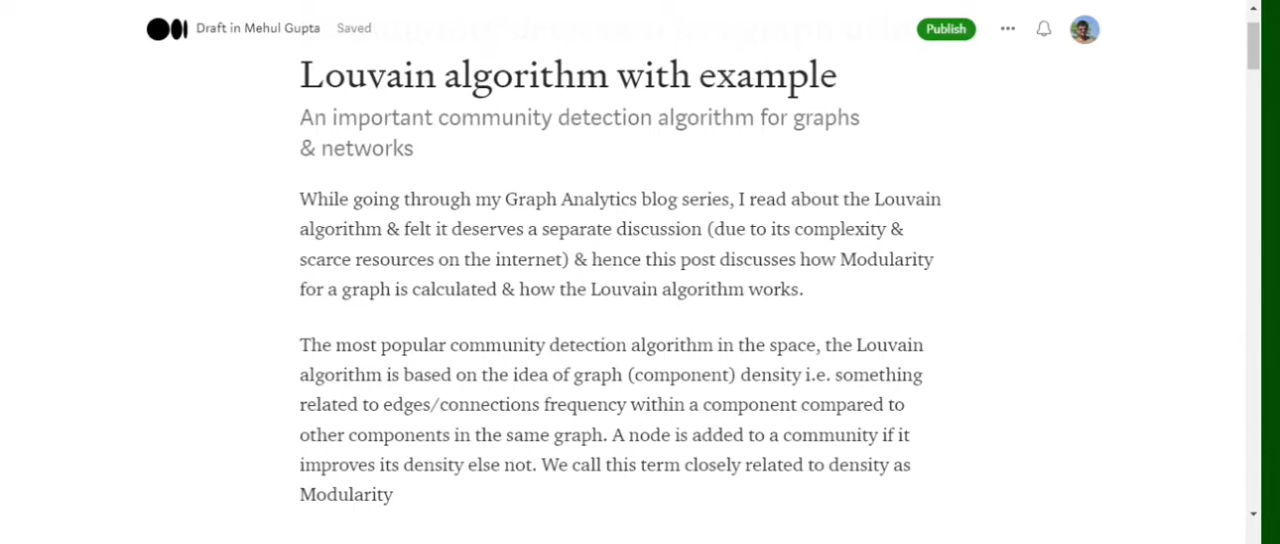 Draft in Mehul Gupta Saved
Publish
Louvain algorithm with example
An important community detection algorithm for graphs
& networks
While going through my Graph Analytics blog series, I read about the Louvain
algorithm & felt it deserves a separate discussion (due to its complexity &
scarce resources on the internet) & hence this post discusses how Modularity
for a graph is calculated & how the Louvain algorithm works.
The most popular community detection algorithm in the space, the Louvain
algorithm is based on the idea of graph (component) density i.e. something
related to edges/connections frequency within a component compared to
other components in the same graph. A node is added to a community if it
improves its density else not. We call this term closely related to density as
Modularity